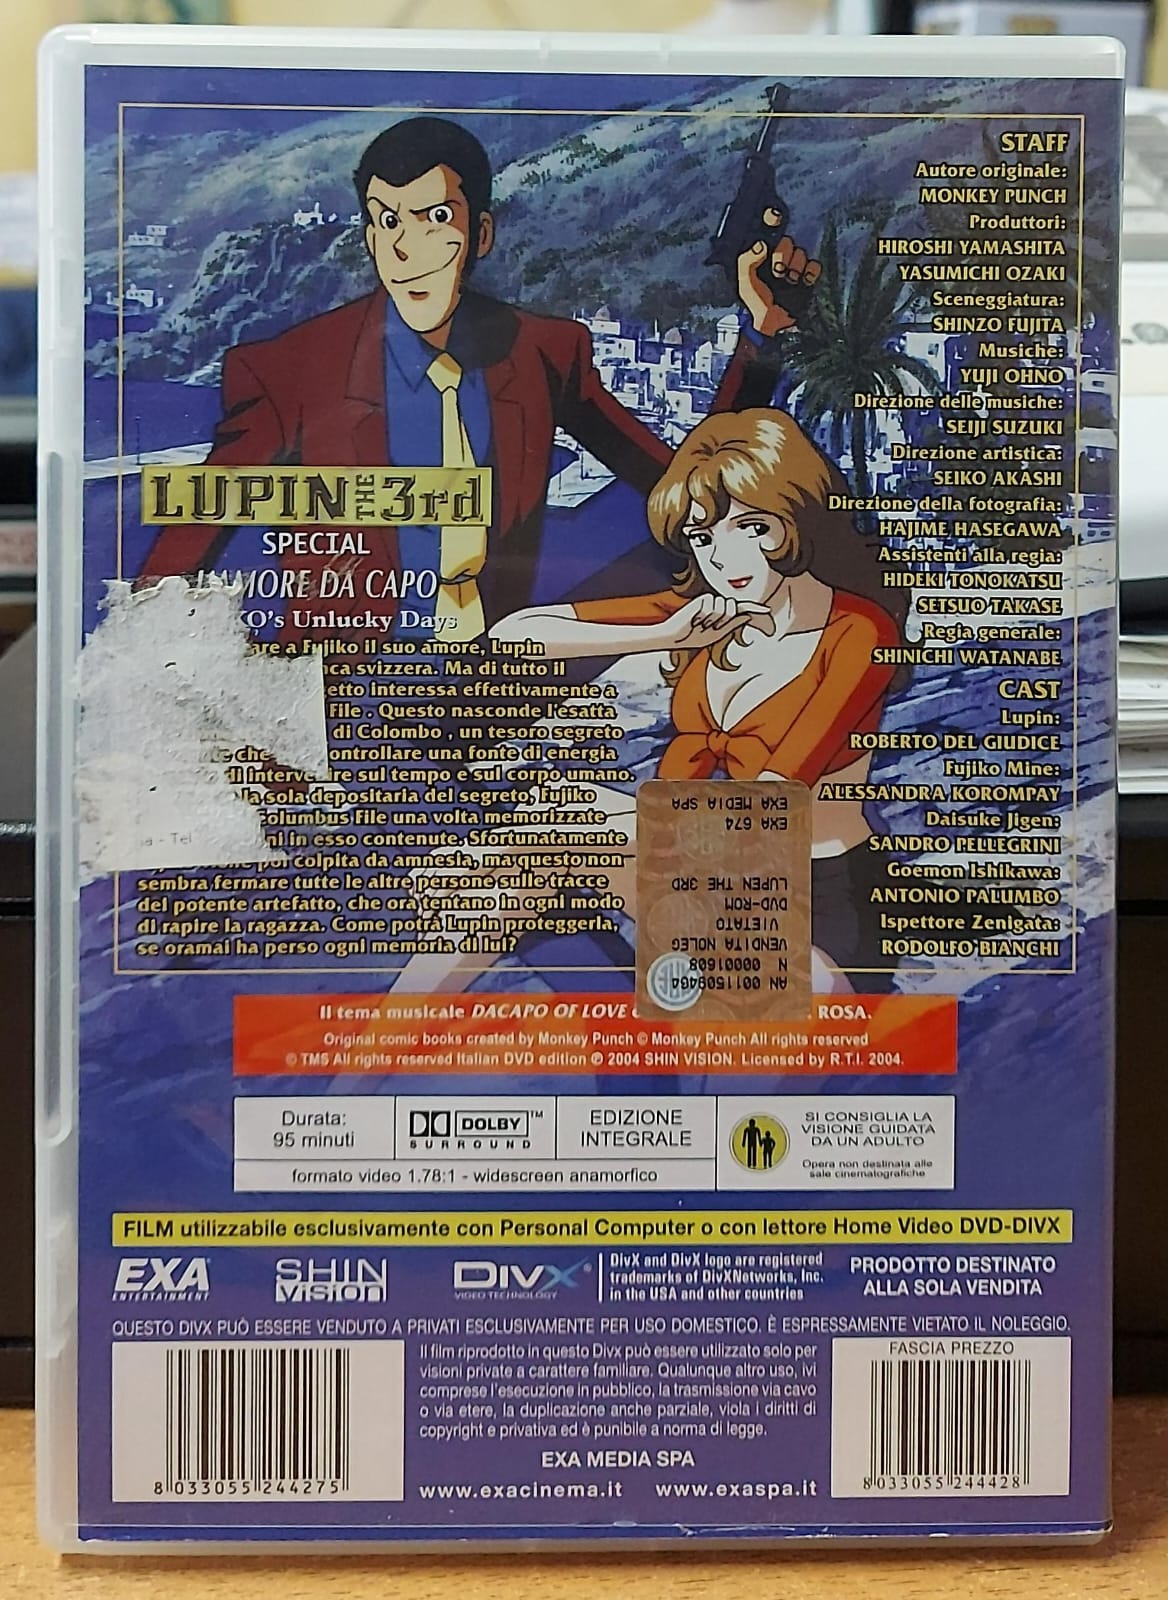 STAFF
Autore originale:
MONKEY PUNCH
Produttori:
HIROSHI YAMASHITA
YASUMICHI OZAKI
Sceneggiatura:
SHINZO FUJITA
Musiche:
YUJI OHNO
Direzione delle musiche:
SEIJI SUZUKI
Direzione artistica:
SEIKO AKASHI
Direzione della fotografia:
HAJIME HASEGAWA
Assistenti alla regia:
HIDEKI TONOKATSU
SETSUO TAKASE
Regia generale:
SHINICHI WATANABE
CAST
Lupin:
ROBERTO DEL GIUDICE
Fujiko Mine:
ALESSANDRA KOROMPAY
Daisuke Jigen:
SANDRO PELLEGRINI
Goemon Ishikawa:
ANTONIO PALUMBO
Ispettore Zenigata:
RODOLFO BIANCHI
LUPIN THE 3rd
SPECIAL
L'AMORE DA CAPO
KO's Unlucky Days
are a Fujiko il suo amore, Lupin
nca svizzera. Ma di tutto il
etto interessa effettivamente a
File . Questo nasconde l'esatta
di Colombo , un tesoro segreto
che ontrollare una fonte di energia
di intervenire sul tempo e sul corpo umano.
la sola depositaria del segreto, Fujiko
Columbus File una volta memorizzate
ni in esso contenute. Sfortunatamente
poi colpita da amnesia, ma questo non
sembra fermare tutte le altre persone sulle tracce
del potente artefatto, che ora tentano in ogni modo
di rapire la ragazza. Come potrà Lupin proteggerla,
se oramai ha perso ogni memoria di lui?
a - Tel
AN 0011509464
N 00001608
VENDITA NOLEG
VIETATO
DVD-ROM
LUPEN THE 3RD
EXA 674
EXA MEDIA SPA
SIAE
Il tema musicale DACAPO OF LOVE ROSA.
Original comic books created by Monkey Punch © Monkey Punch All rights reserved
© TMS All rights reserved Italian DVD edition ℗ 2004 SHIN VISION. Licensed by R.T.I. 2004.
Durata:
95 minuti
DOLBY™
SURROUND
EDIZIONE
INTEGRALE
formato video 1.78:1 - widescreen anamorfico
SI CONSIGLIA LA
VISIONE GUIDATA
DA UN ADULTO
Opera non destinata alle
sale cinematografiche
FILM utilizzabile esclusivamente con Personal Computer o con lettore Home Video DVD-DIVX
EXA
ENTERTAINMENT
SHIN
VISION
DIVX®
VIDEO TECHNOLOGY
DivX and DivX logo are registered
trademarks of DivXNetworks, Inc.
in the USA and other countries
PRODOTTO DESTINATO
ALLA SOLA VENDITA
QUESTO DIVX PUÒ ESSERE VENDUTO A PRIVATI ESCLUSIVAMENTE PER USO DOMESTICO. È ESPRESSAMENTE VIETATO IL NOLEGGIO.
Il film riprodotto in questo Divx può essere utilizzato solo per
visioni private a carattere familiare. Qualunque altro uso, ivi
comprese l'esecuzione in pubblico, la trasmissione via cavo
o via etere, la duplicazione anche parziale, viola i diritti di
copyright e privativa ed è punibile a norma di legge.
EXA MEDIA SPA
www.exacinema.it www.exaspa.it
8 033055 244275
FASCIA PREZZO
8 033055 244428